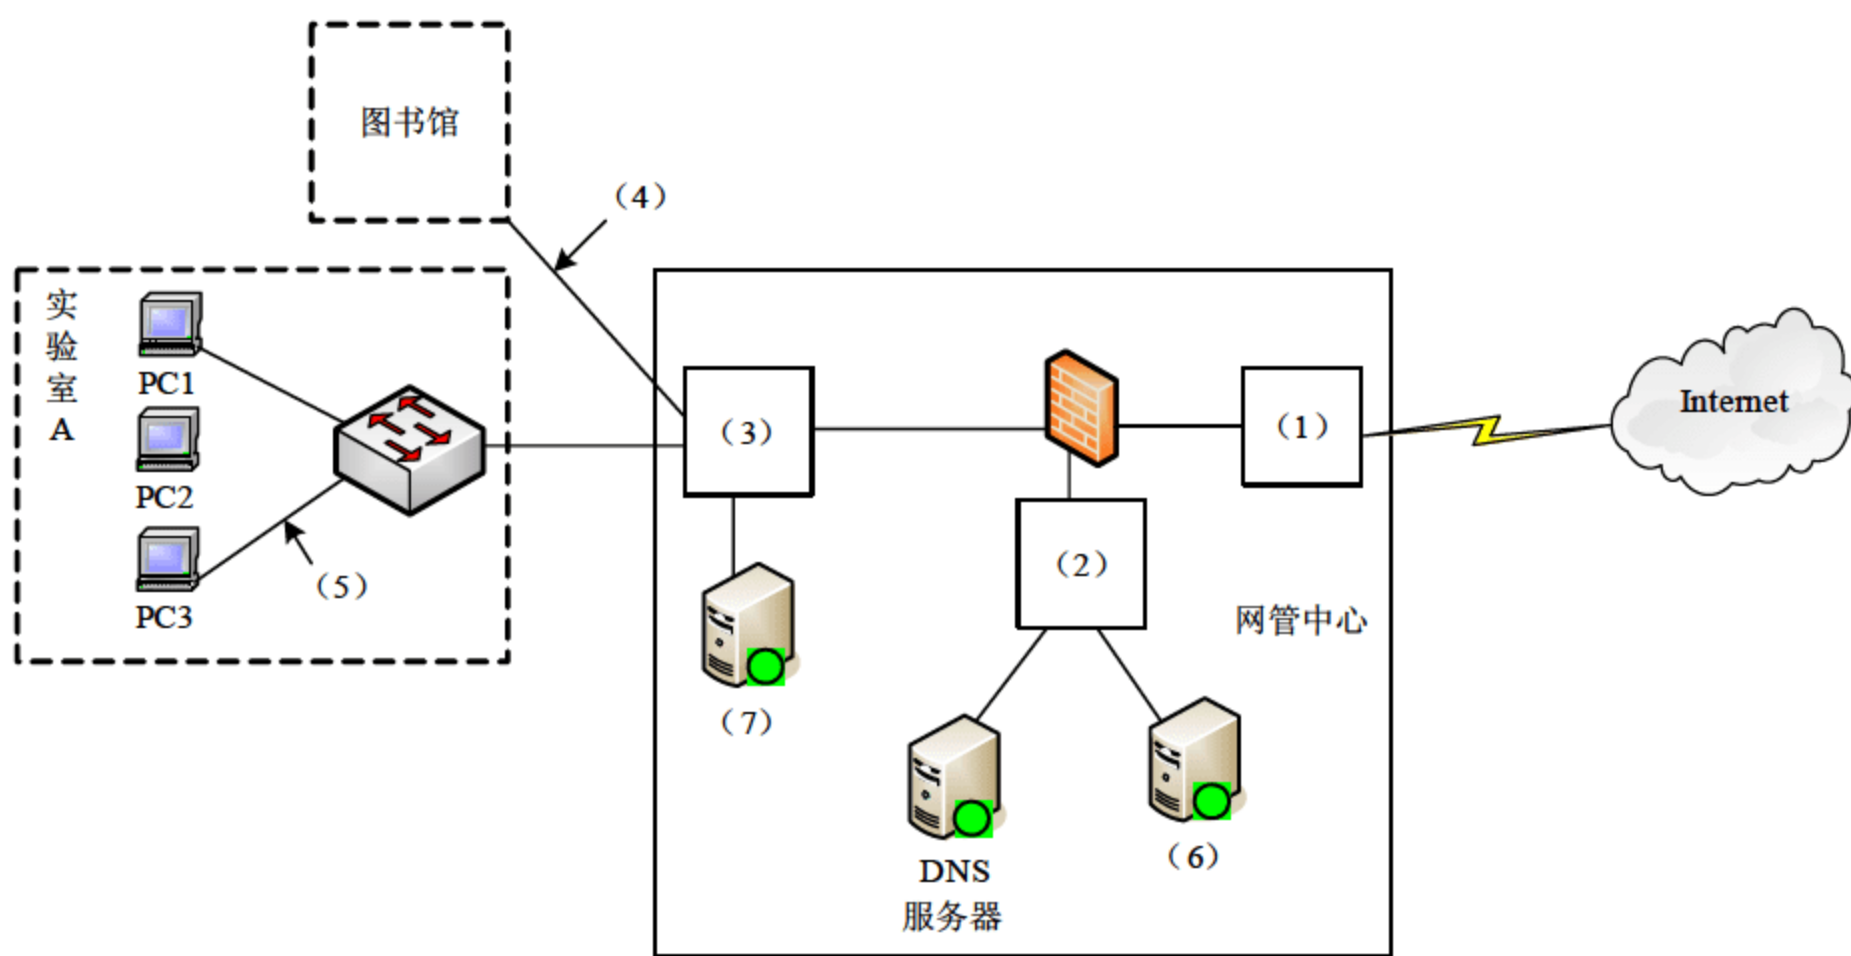 图书馆
(4)
实验室A
PC1
PC2
PC3
(5)
(3)
(1)
Internet
(2)
网管中心
(7)
(6)
DNS
服务器